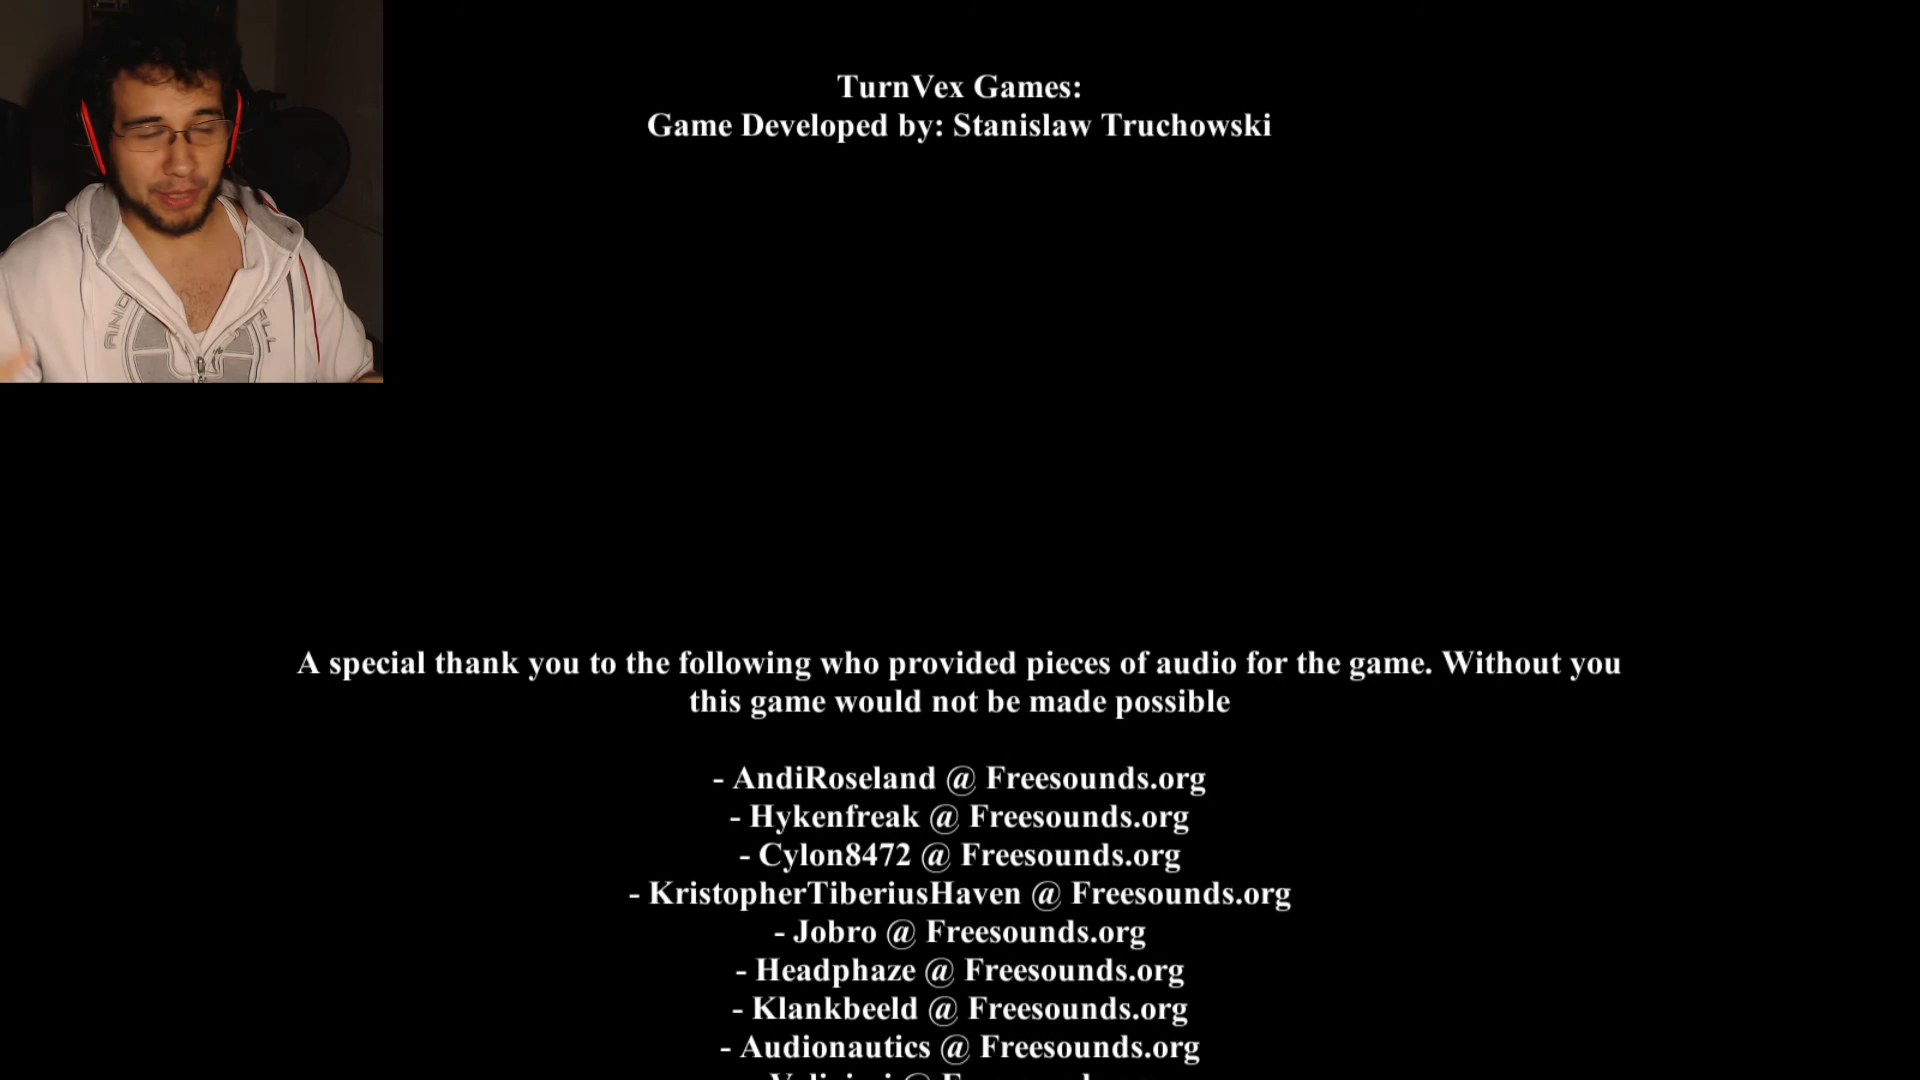 TurnVex Games:
Game Developed by: Stanislaw Truchowski
A special thank you to the following who provided pieces of audio for the game. Without you
this game would not be made possible
- AndiRoseland @ Freesounds.org
- Hykenfreak @ Freesounds.org
- Cylon8472 @ Freesounds.org
- KristopherTiberiusHaven @ Freesounds.org
- Jobro @ Freesounds.org
- Headphaze @ Freesounds.org
- Klankbeeld @ Freesounds.org
- Audionautics @ Freesounds.org